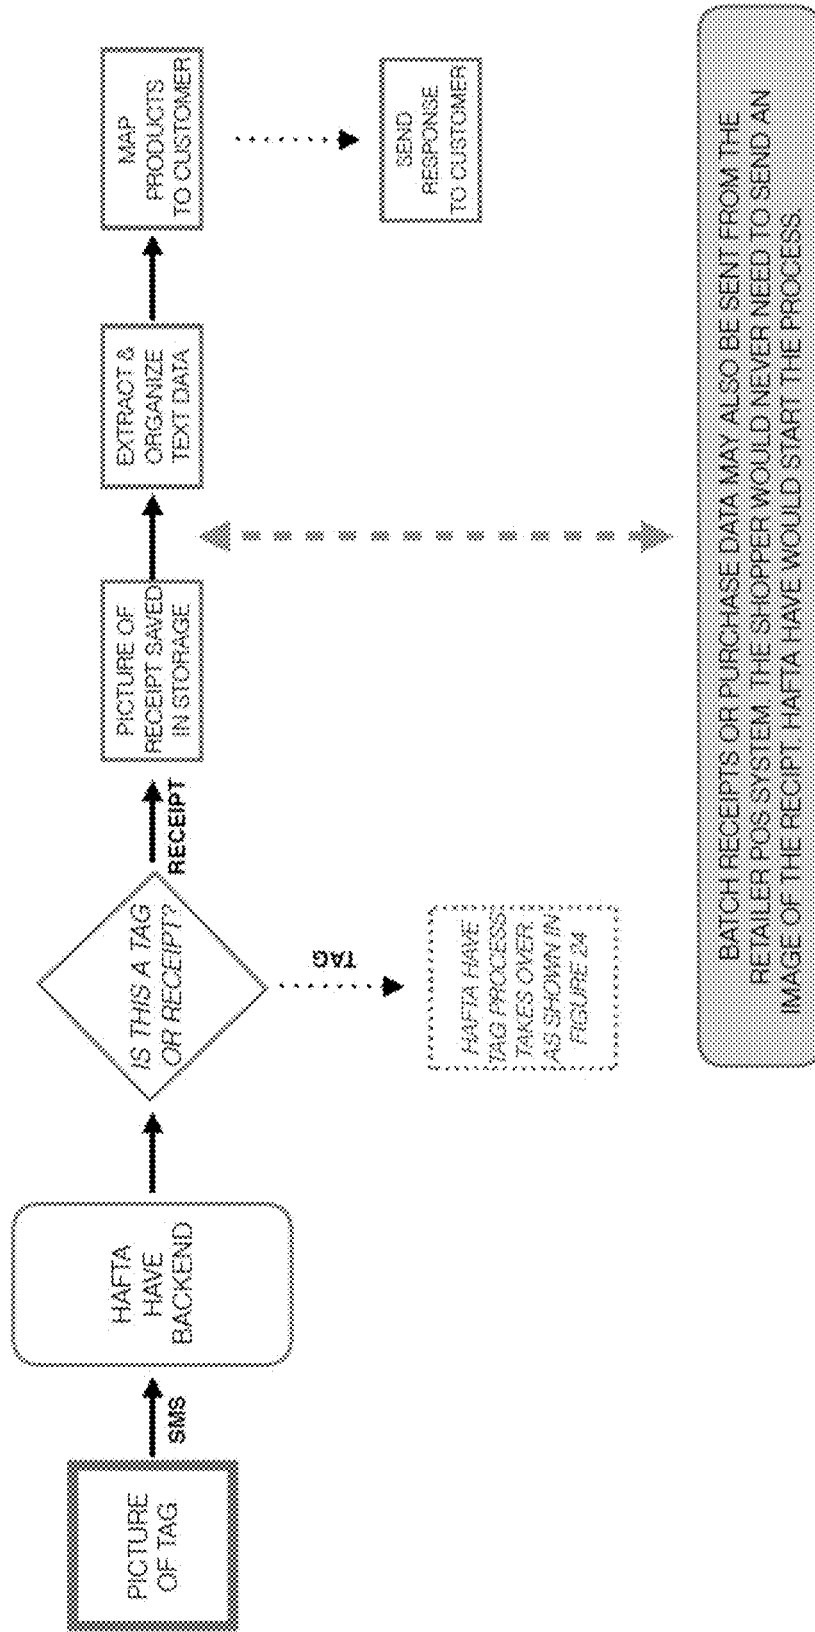 PICTURE
OF TAG
SMS
HAFTA
HAVE
BACKEND
IS THIS A TAG
OR RECEIPT?
RECEIPT
TAG
HAFTA HAVE
TAG PROCESS
TAKES OVER.
AS SHOWN IN
FIGURE 24
PICTURE OF
RECEIPT SAVED
IN STORAGE
EXTRACT &
ORGANIZE
TEXT DATA
MAP
PRODUCTS
TO CUSTOMER
SEND
RESPONSE
TO CUSTOMER
BATCH RECEIPTS OR PURCHASE DATA MAY ALSO BE SENT FROM THE
RETAILER POS SYSTEM. THE SHOPPER WOULD NEVER NEED TO SEND AN
IMAGE OF THE RECIPT. HAFTA HAVE WOULD START THE PROCESS